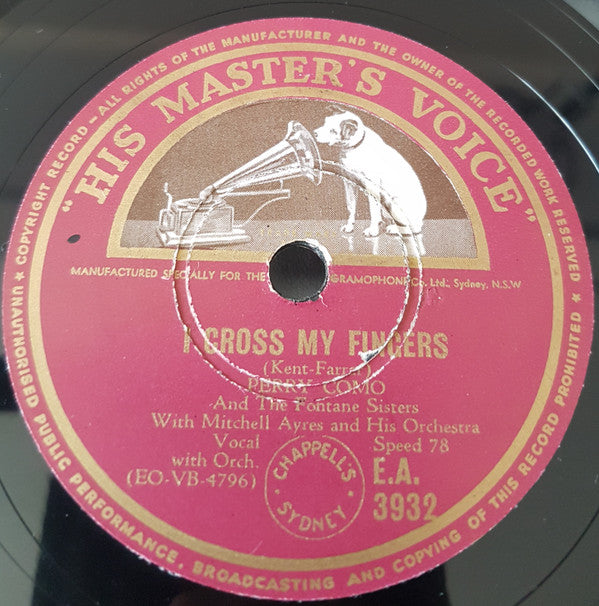 * COPYRIGHT RECORD — ALL RIGHTS OF THE MANUFACTURER AND THE OWNER OF THE RECORDED WORK RESERVED. *
UNAUTHORISED PUBLIC PERFORMANCE, BROADCASTING AND COPYING OF THIS RECORD PROHIBITED
"HIS MASTER'S VOICE"
MANUFACTURED SPECIALLY FOR THE GRAMOPHONE Co. Ltd., Sydney, N.S.W
I CROSS MY FINGERS
(Kent-Farrar)
PERRY COMO
And The Fontane Sisters
With Mitchell Ayres and His Orchestra
Vocal Speed 78
with Orch. E.A.
(EO-VB-4796) 3932
CHAPPELL'S
SYDNEY